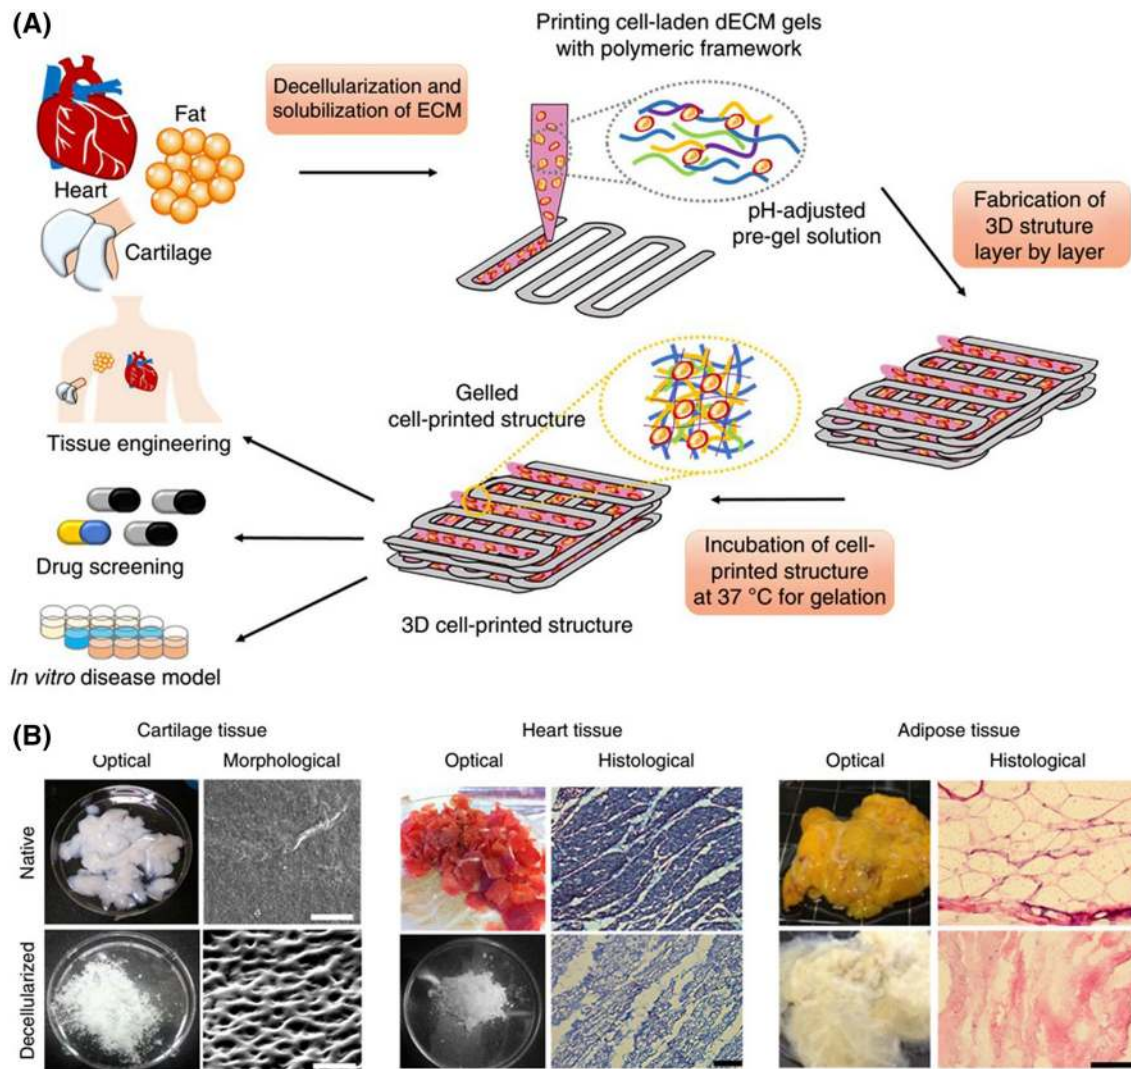 (A)
Printing cell-laden dECM gels
with polymeric framework
Decellularization and
solubilization of ECM
Fat
Heart
Cartilage
pH-adjusted
pre-gel solution
Fabrication of
3D struture
layer by layer
Gelled
cell-printed structure
Tissue engineering
Drug screening
In vitro disease model
3D cell-printed structure
Incubation of cell-
printed structure
at 37 °C for gelation
(B)
Cartilage tissue
Heart tissue
Adipose tissue
Optical
Morphological
Optical
Histological
Optical
Histological
Native
Decellularized